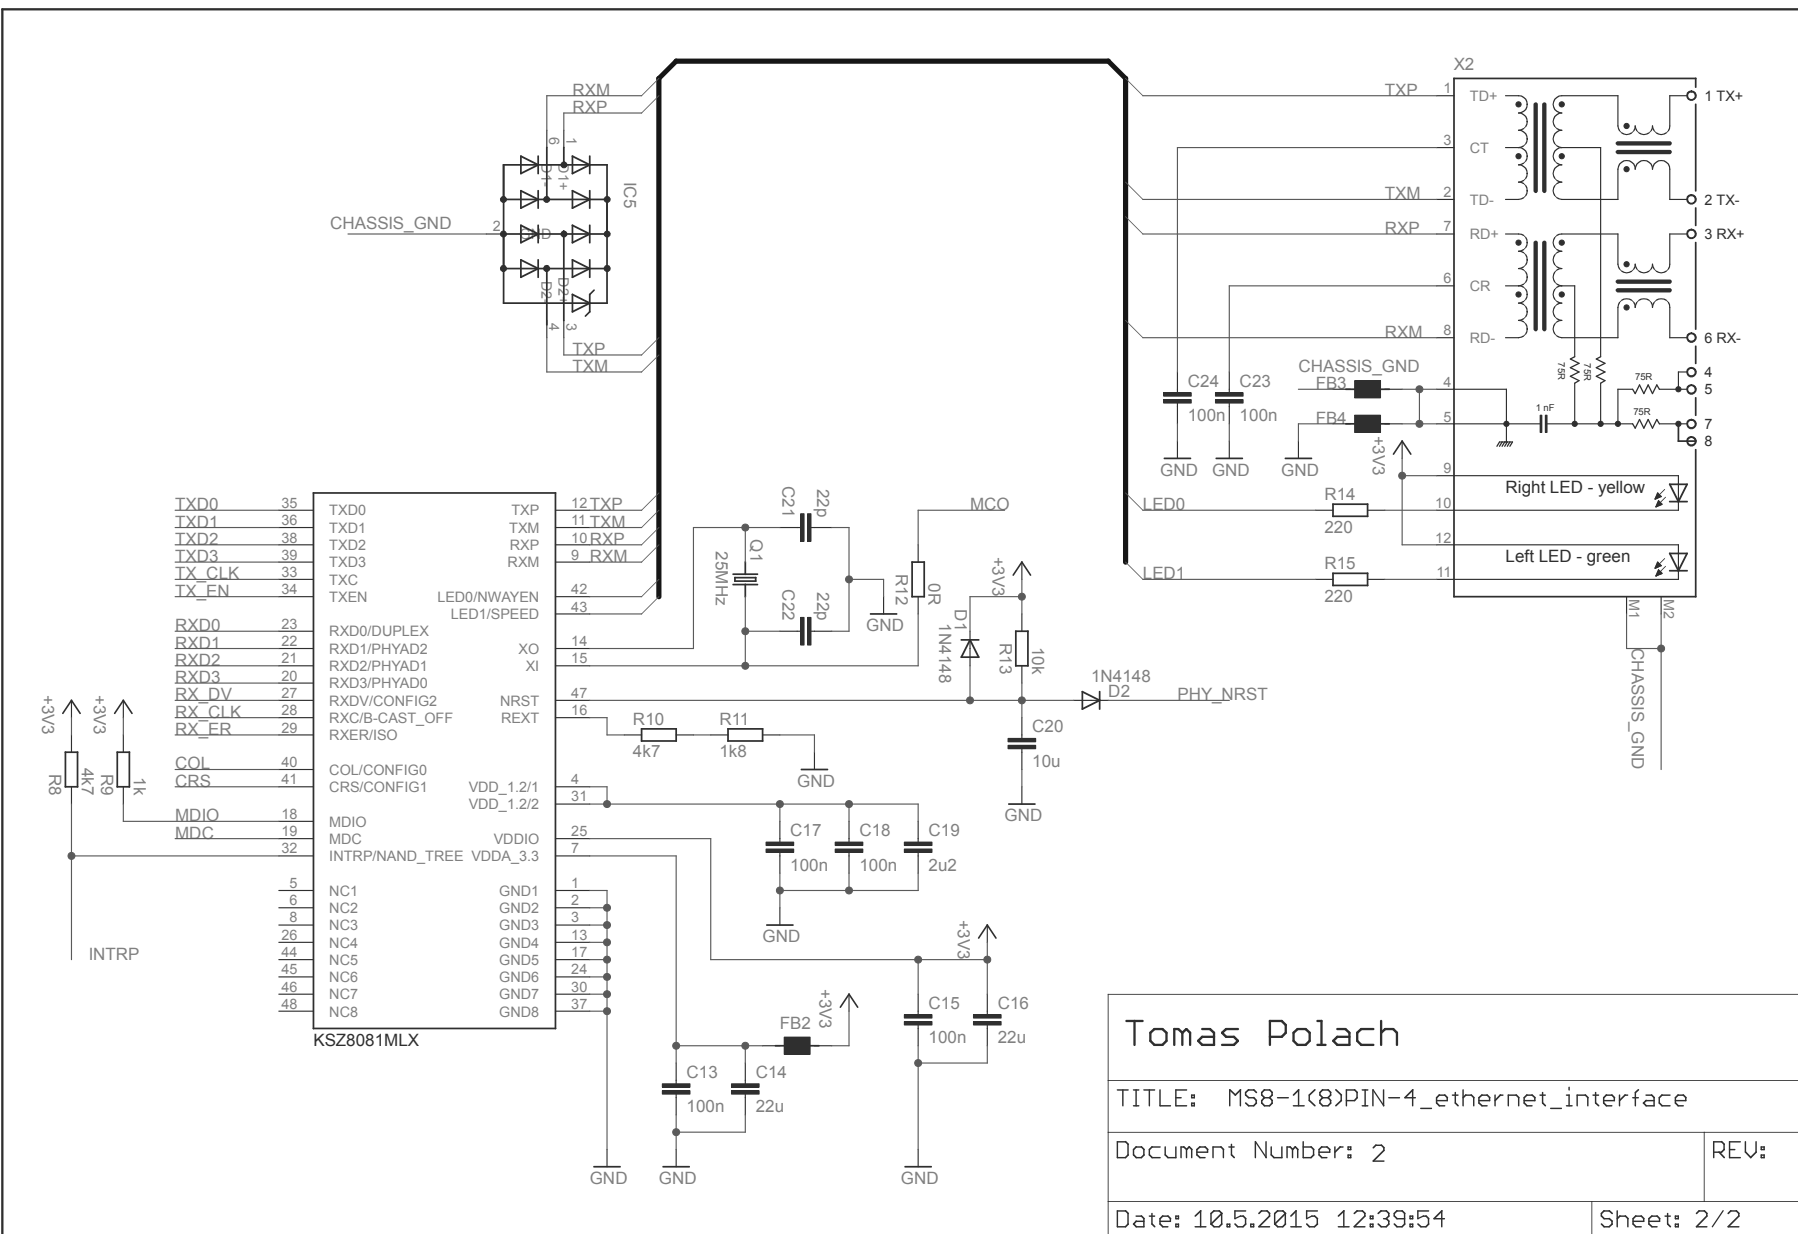 X2
RXM
RXP
6
1
D1-
D1+
IC5
CHASSIS_GND
2
GND
D2-
D2+
4
3
TXP
TXM
TXP
1
TD+
1 TX+
3
CT
TXM
2
TD-
2 TX-
RXP
7
RD+
3 RX+
6
CR
RXM
8
RD-
6 RX-
75R
75R
75R
75R
1 nF
4
5
7
8
CHASSIS_GND
FB3
4
FB4
5
+3V3
GND
C24
100n
GND
C23
100n
GND
9
Right LED - yellow
LED0
R14
220
10
12
Left LED - green
LED1
R15
220
11
M1
M2
CHASSIS_GND
TXD0 35 TXD0
TXD1 36 TXD1
TXD2 38 TXD2
TXD3 39 TXD3
TX_CLK 33 TXC
TX_EN 34 TXEN
RXD0 23 RXD0/DUPLEX
RXD1 22 RXD1/PHYAD2
RXD2 21 RXD2/PHYAD1
RXD3 20 RXD3/PHYAD0
RX_DV 27 RXDV/CONFIG2
RX_CLK 28 RXC/B-CAST_OFF
RX_ER 29 RXER/ISO
COL 40 COL/CONFIG0
CRS 41 CRS/CONFIG1
MDIO 18 MDIO
MDC 19 MDC
32 INTRP/NAND_TREE
5 NC1
6 NC2
8 NC3
26 NC4
44 NC5
45 NC6
46 NC7
48 NC8
KSZ8081MLX
+3V3
R8
4k7
+3V3
R9
1k
INTRP
TXP 12 TXP
TXM 11 TXM
RXP 10 RXP
RXM 9 RXM
LED0/NWAYEN 42
LED1/SPEED 43
XO 14
XI 15
NRST 47
REXT 16
VDD_1.2/1 4
VDD_1.2/2 31
VDDIO 25
VDDA_3.3 7
GND1 1
GND2 2
GND3 3
GND4 13
GND5 17
GND6 24
GND7 30
GND8 37
C21
22p
Q1
25MHz
C22
22p
GND
MCO
R12
0R
+3V3
D1
1N4148
R13
10k
1N4148
D2
PHY_NRST
C20
10u
GND
R10
4k7
R11
1k8
GND
C17
100n
C18
100n
C19
2u2
GND
+3V3
C15
100n
C16
22u
GND
+3V3
FB2
C13
100n
C14
22u
GND
GND
Tomas Polach
TITLE: MS8-1(8)PIN-4_ethernet_interface
Document Number: 2
REV:
Date: 10.5.2015 12:39:54
Sheet: 2/2